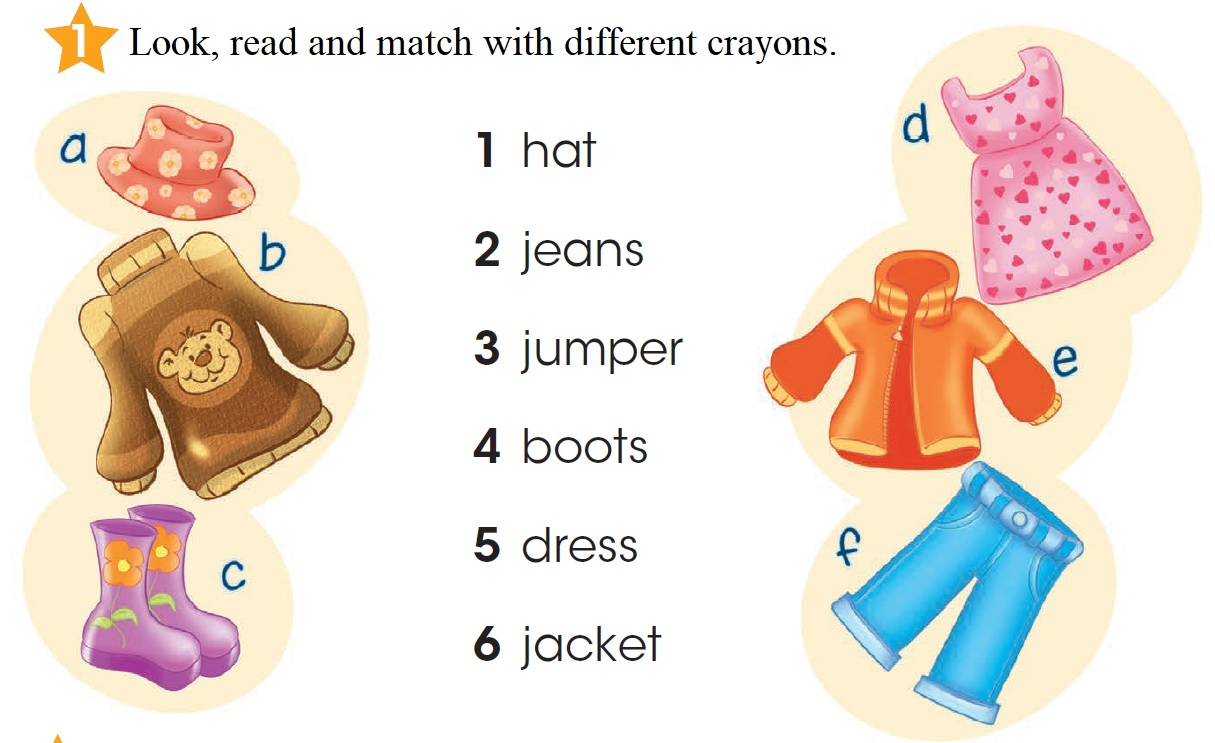 1 Look, read and match with different crayons.
a
b
c
1 hat
2 jeans
3 jumper
4 boots
5 dress
6 jacket
d
e
f